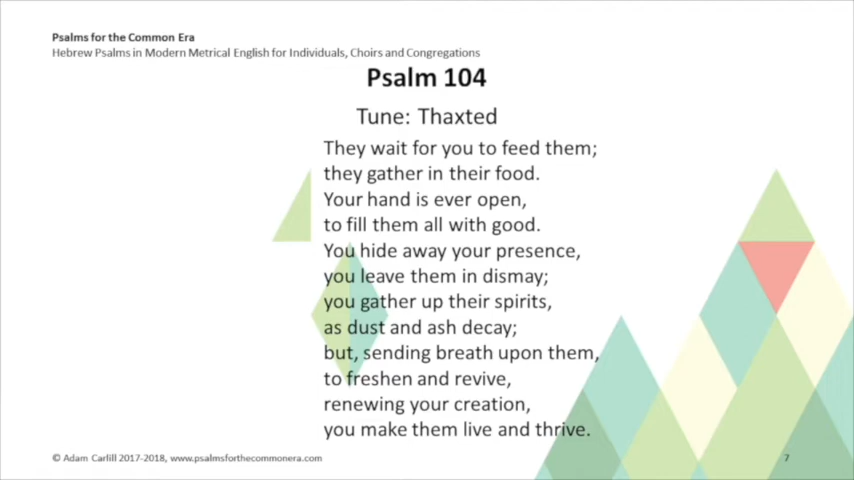 Psalms for the Common Era
Hebrew Psalms in Modern Metrical English for Individuals, Choirs and Congregations
Psalm 104
Tune: Thaxted
They wait for you to feed them;
they gather in their food.
Your hand is ever open,
to fill them all with good.
You hide away your presence,
you leave them in dismay;
you gather up their spirits,
as dust and ash decay;
but, sending breath upon them,
to freshen and revive,
renewing your creation,
you make them live and thrive.
© Adam Carlill 2017-2018, www.psalmsforthecommonera.com
7